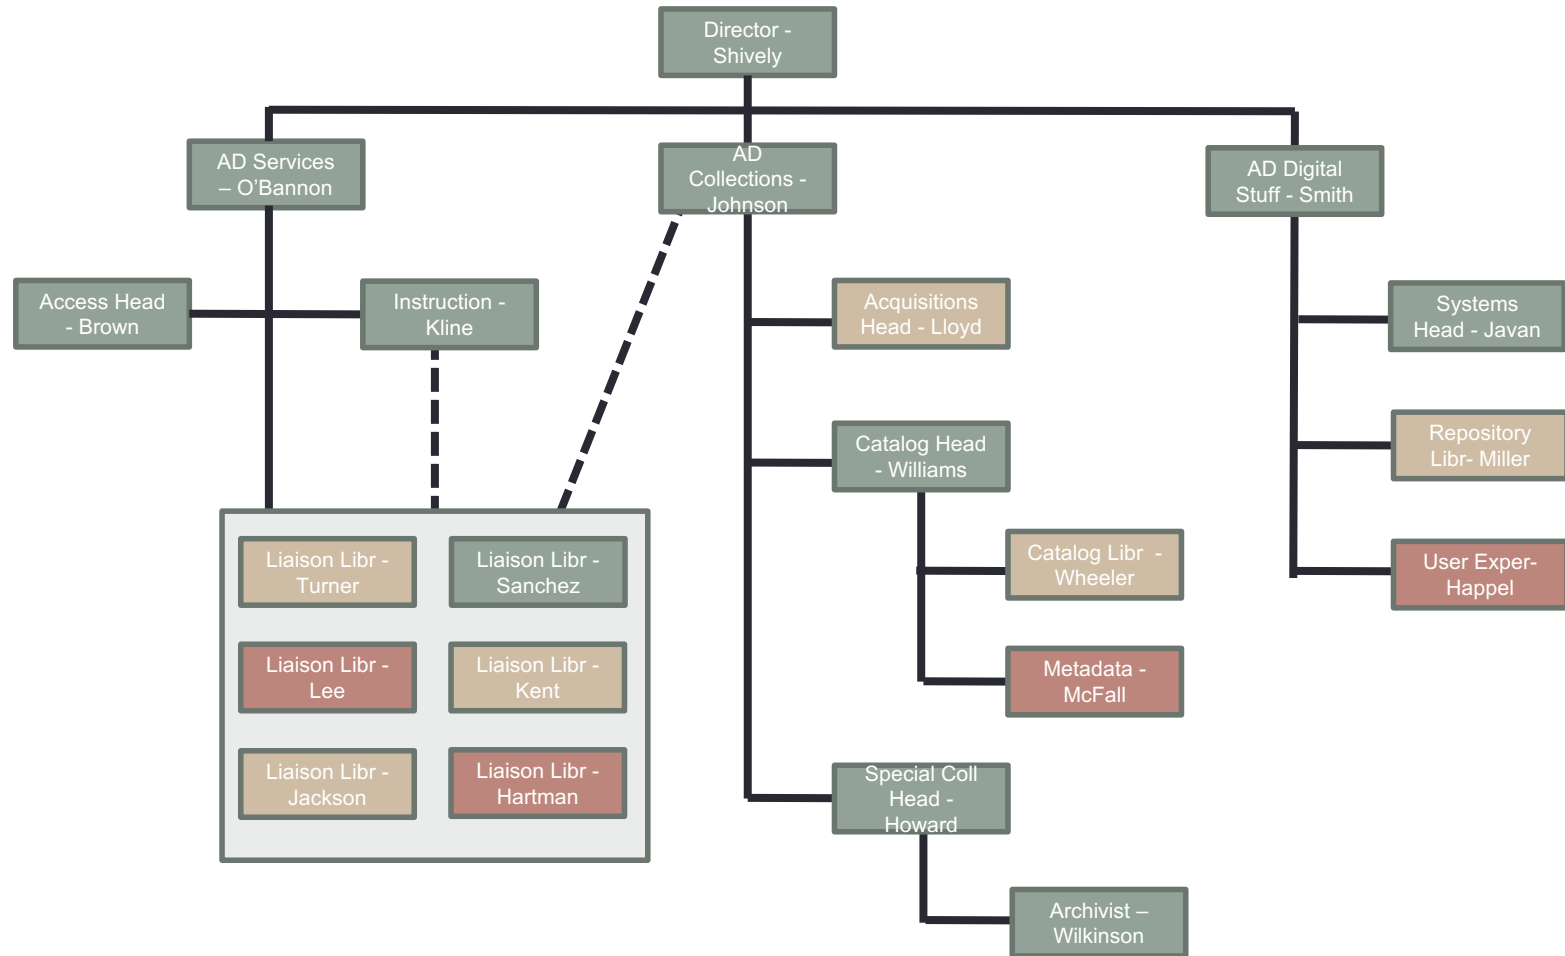 Director -
Shively
AD Services
– O’Bannon
AD
Collections -
Johnson
AD Digital
Stuff - Smith
Access Head
- Brown
Instruction -
Kline
Acquisitions
Head - Lloyd
Systems
Head - Javan
Catalog Head
- Williams
Repository
Libr- Miller
Liaison Libr -
Turner
Liaison Libr -
Sanchez
Catalog Libr  -
Wheeler
User Exper-
Happel
Liaison Libr -
Lee
Liaison Libr -
Kent
Metadata -
McFall
Liaison Libr -
Jackson
Liaison Libr -
Hartman
Special Coll
Head -
Howard
Archivist –
Wilkinson